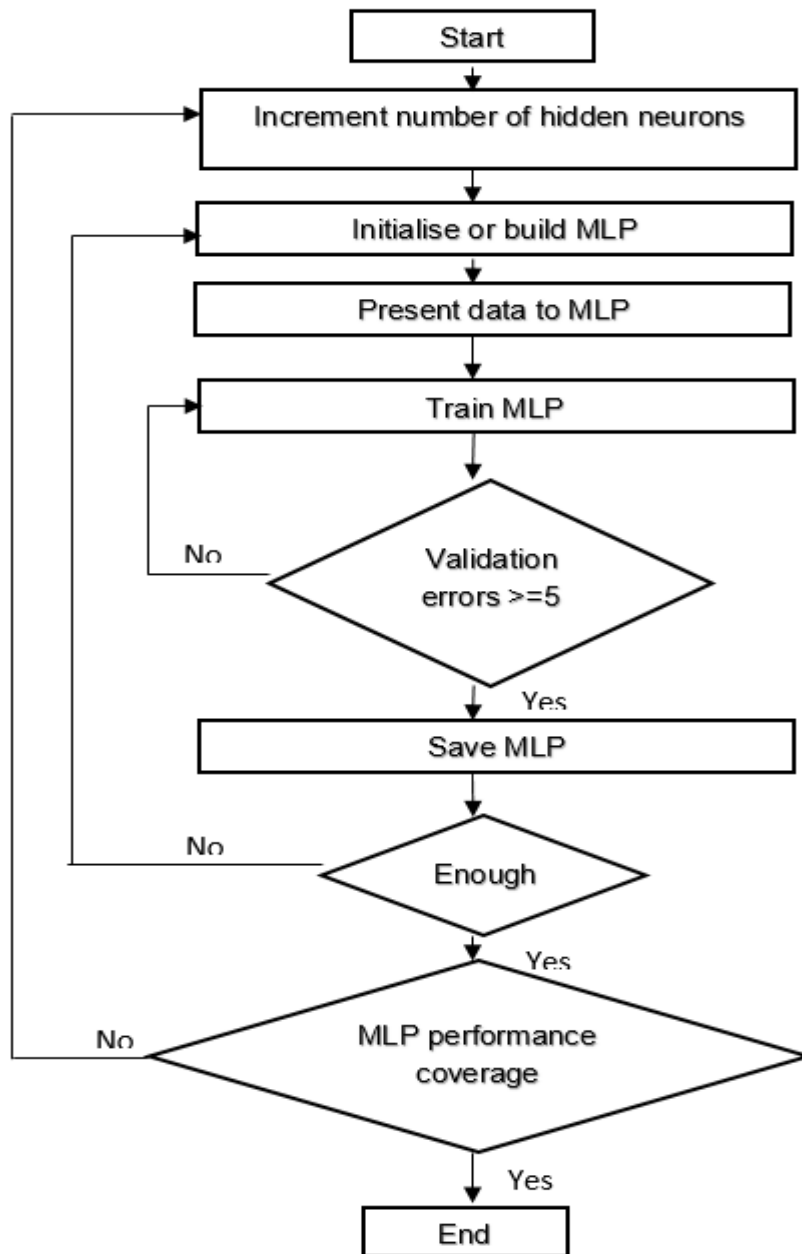 Start
Increment number of hidden neurons
Initialise or build MLP
Present data to MLP
Train MLP
No
Validation
errors >=5
Yes
Save MLP
No
Enough
Yes
No
MLP performance
coverage
Yes
End